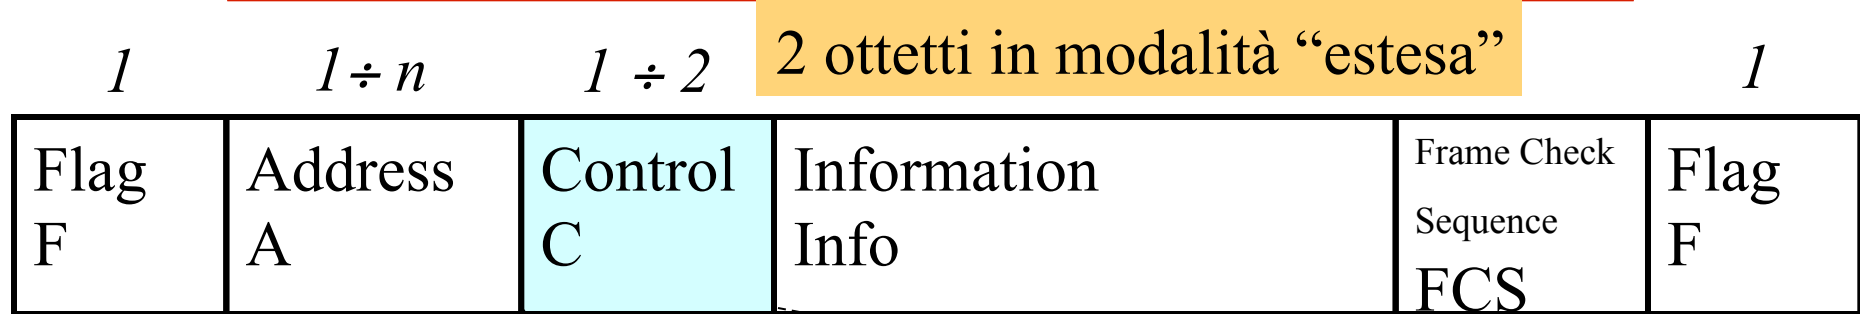 1 1÷n 1 ÷ 2 2 ottetti in modalità “estesa” 1
Flag Address Control Information Frame Check Flag
Sequence
F A C Info FCS F